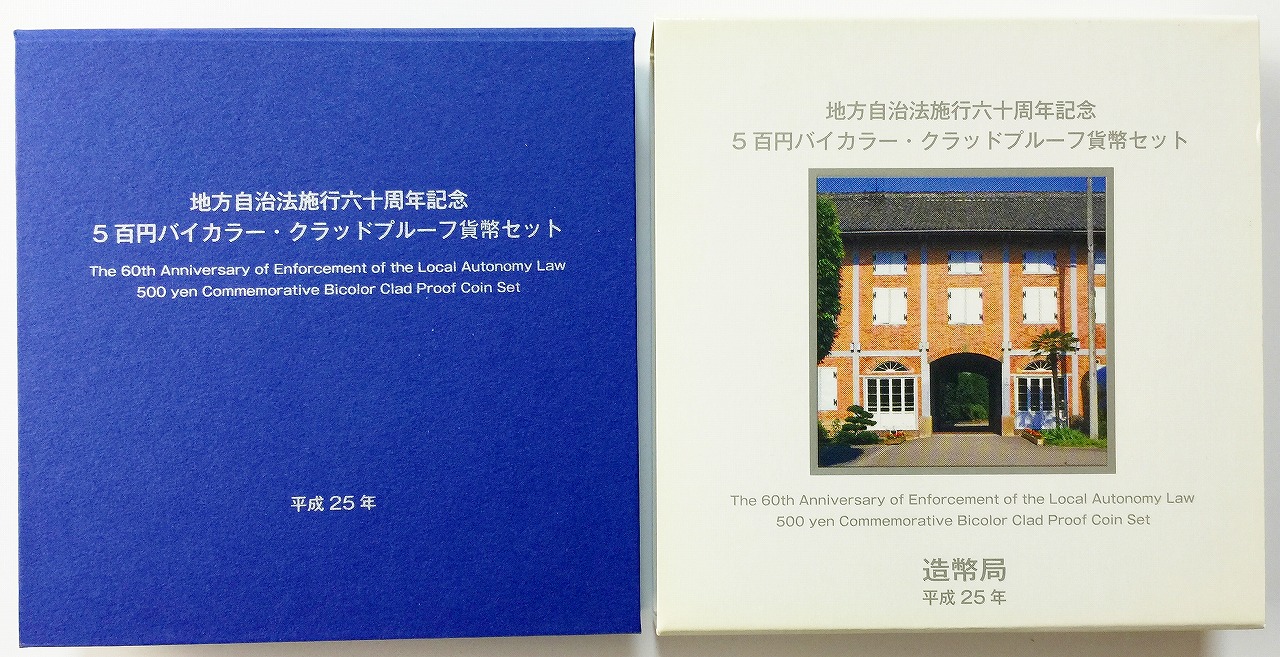 地方自治法施行六十周年記念
5百円バイカラー・クラッドプルーフ貨幣セット
The 60th Anniversary of Enforcement of the Local Autonomy Law
500 yen Commemorative Bicolor Clad Proof Coin Set
平成25年
地方自治法施行六十周年記念
5百円バイカラー・クラッドプルーフ貨幣セット
The 60th Anniversary of Enforcement of the Local Autonomy Law
500 yen Commemorative Bicolor Clad Proof Coin Set
造幣局
平成25年